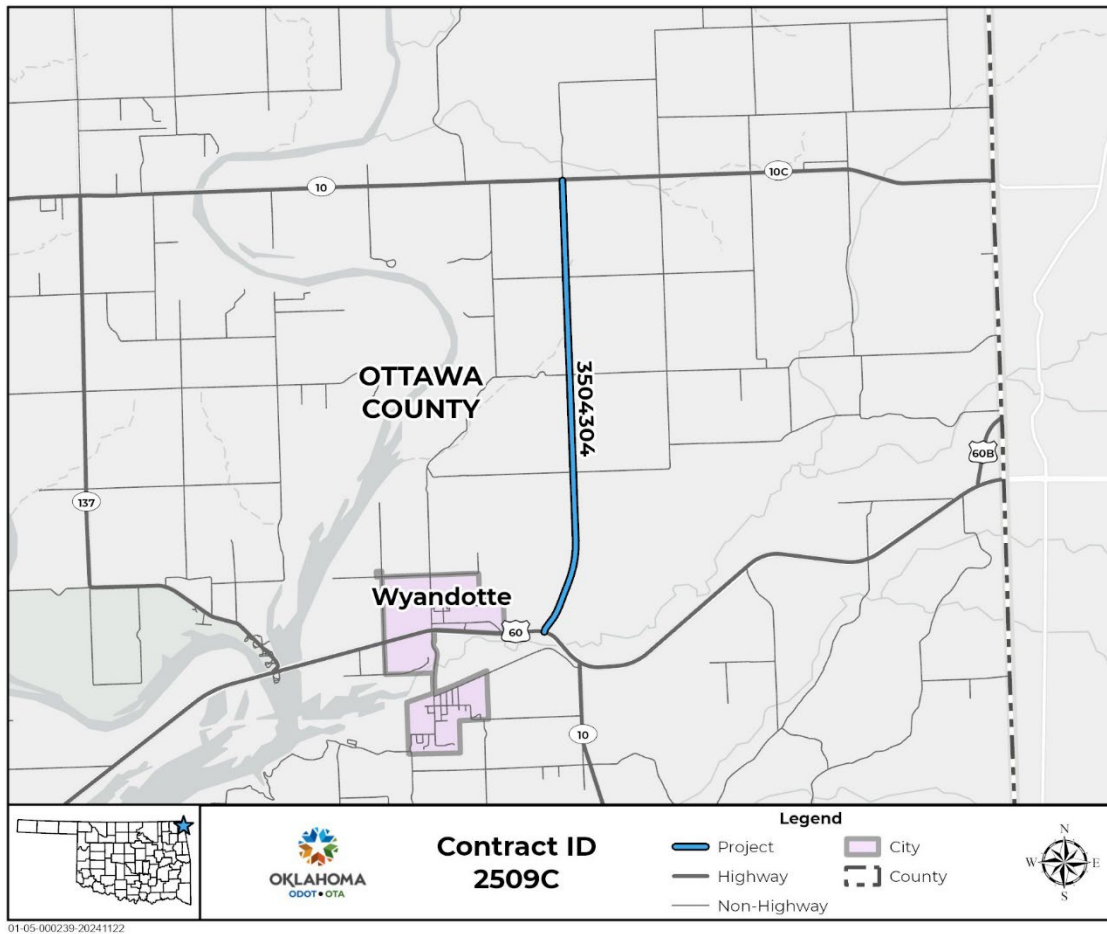 10
10C
OTTAWA
COUNTY
3504304
60B
137
Wyandotte
60
10
OKLAHOMA
ODOT • OTA
Contract ID
2509C
Legend
Project
Highway
Non-Highway
City
County
N
W
E
S
01-05-000239-20241122